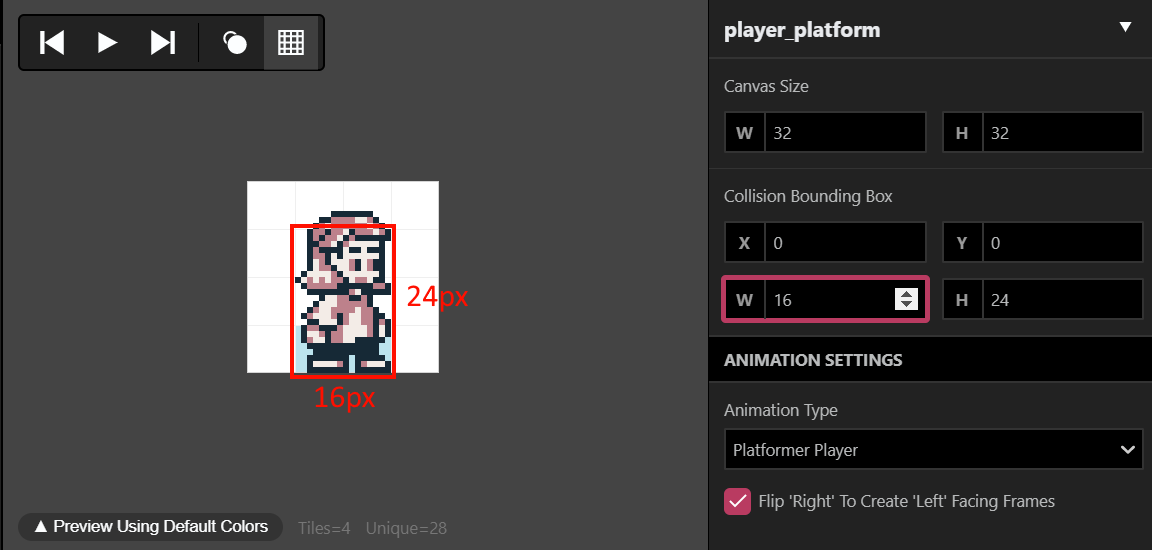 player_platform
Canvas Size
W 32 H 32
Collision Bounding Box
X 0 Y 0
W 16 H 24
24px
16px
ANIMATION SETTINGS
Animation Type
Platformer Player
Flip 'Right' To Create 'Left' Facing Frames
Preview Using Default Colors Tiles=4 Unique=28